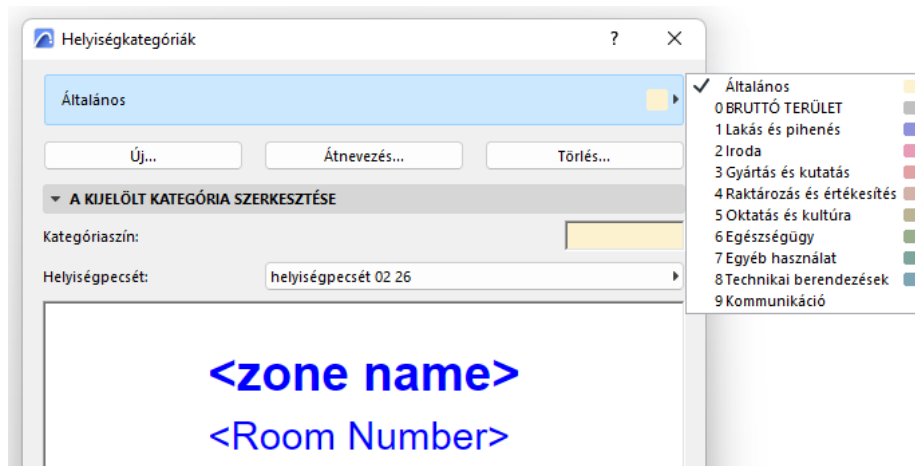 Helyiségkategóriák
?
Általános
Új...
Átnevezés...
Törlés...
A KIJELÖLT KATEGÓRIA SZERKESZTÉSE
Kategóriaszín:
Helyiségpecsét:
helyiségpecsét 02 26
<zone name>
<Room Number>
Általános
0 BRUTTÓ TERÜLET
1 Lakás és pihenés
2 Iroda
3 Gyártás és kutatás
4 Raktározás és értékesítés
5 Oktatás és kultúra
6 Egészségügy
7 Egyéb használat
8 Technikai berendezések
9 Kommunikáció